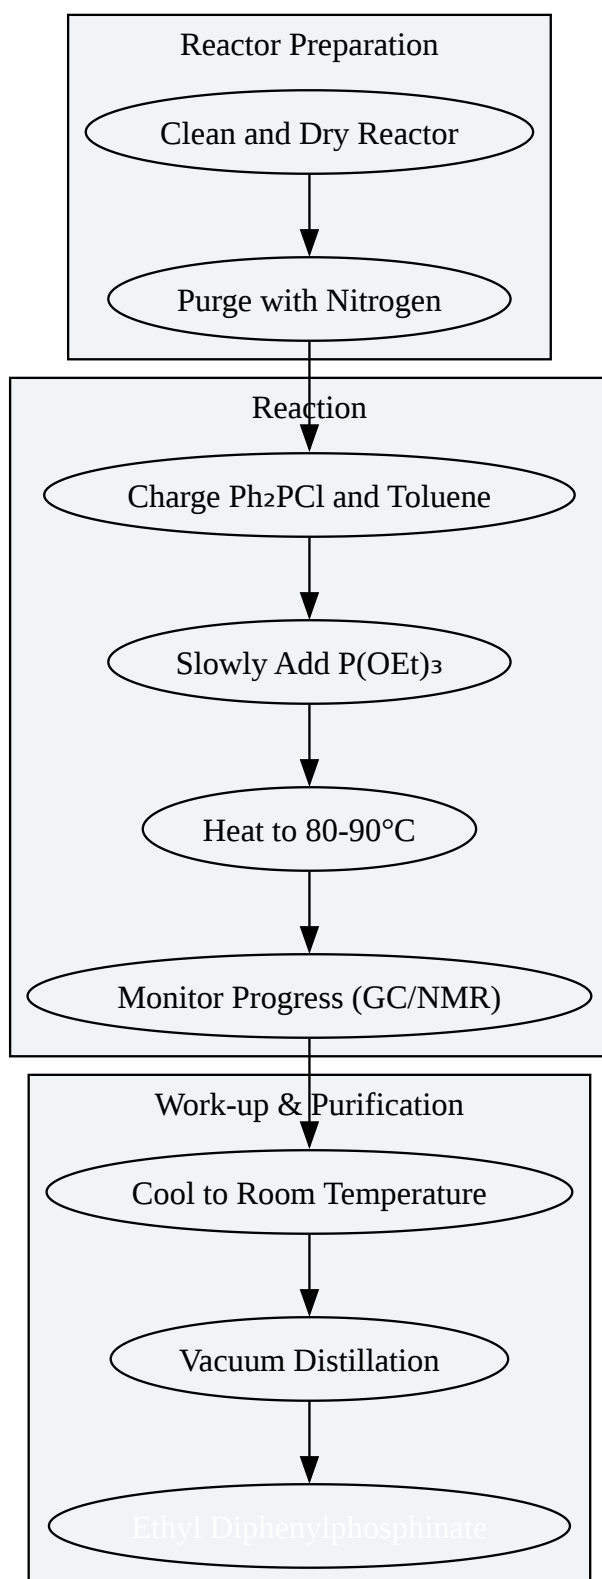 Reactor Preparation
Clean and Dry Reactor
Purge with Nitrogen
Reaction
Charge Ph₂PCl and Toluene
Slowly Add P(OEt)₃
Heat to 80-90°C
Monitor Progress (GC/NMR)
Work-up & Purification
Cool to Room Temperature
Vacuum Distillation
Ethyl Diphenylphosphinate